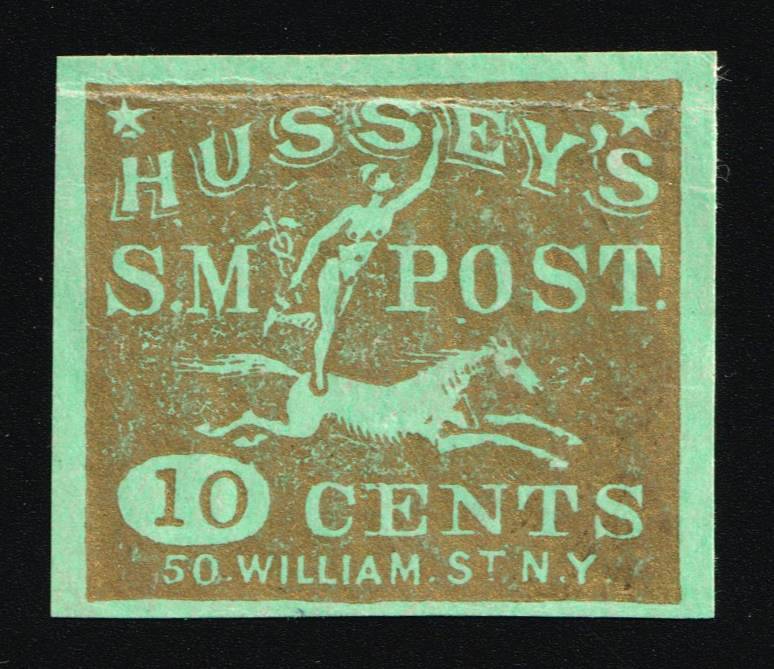 HUSSEY'S
S.M POST.
10 CENTS
50.WILLIAM.ST N.Y.